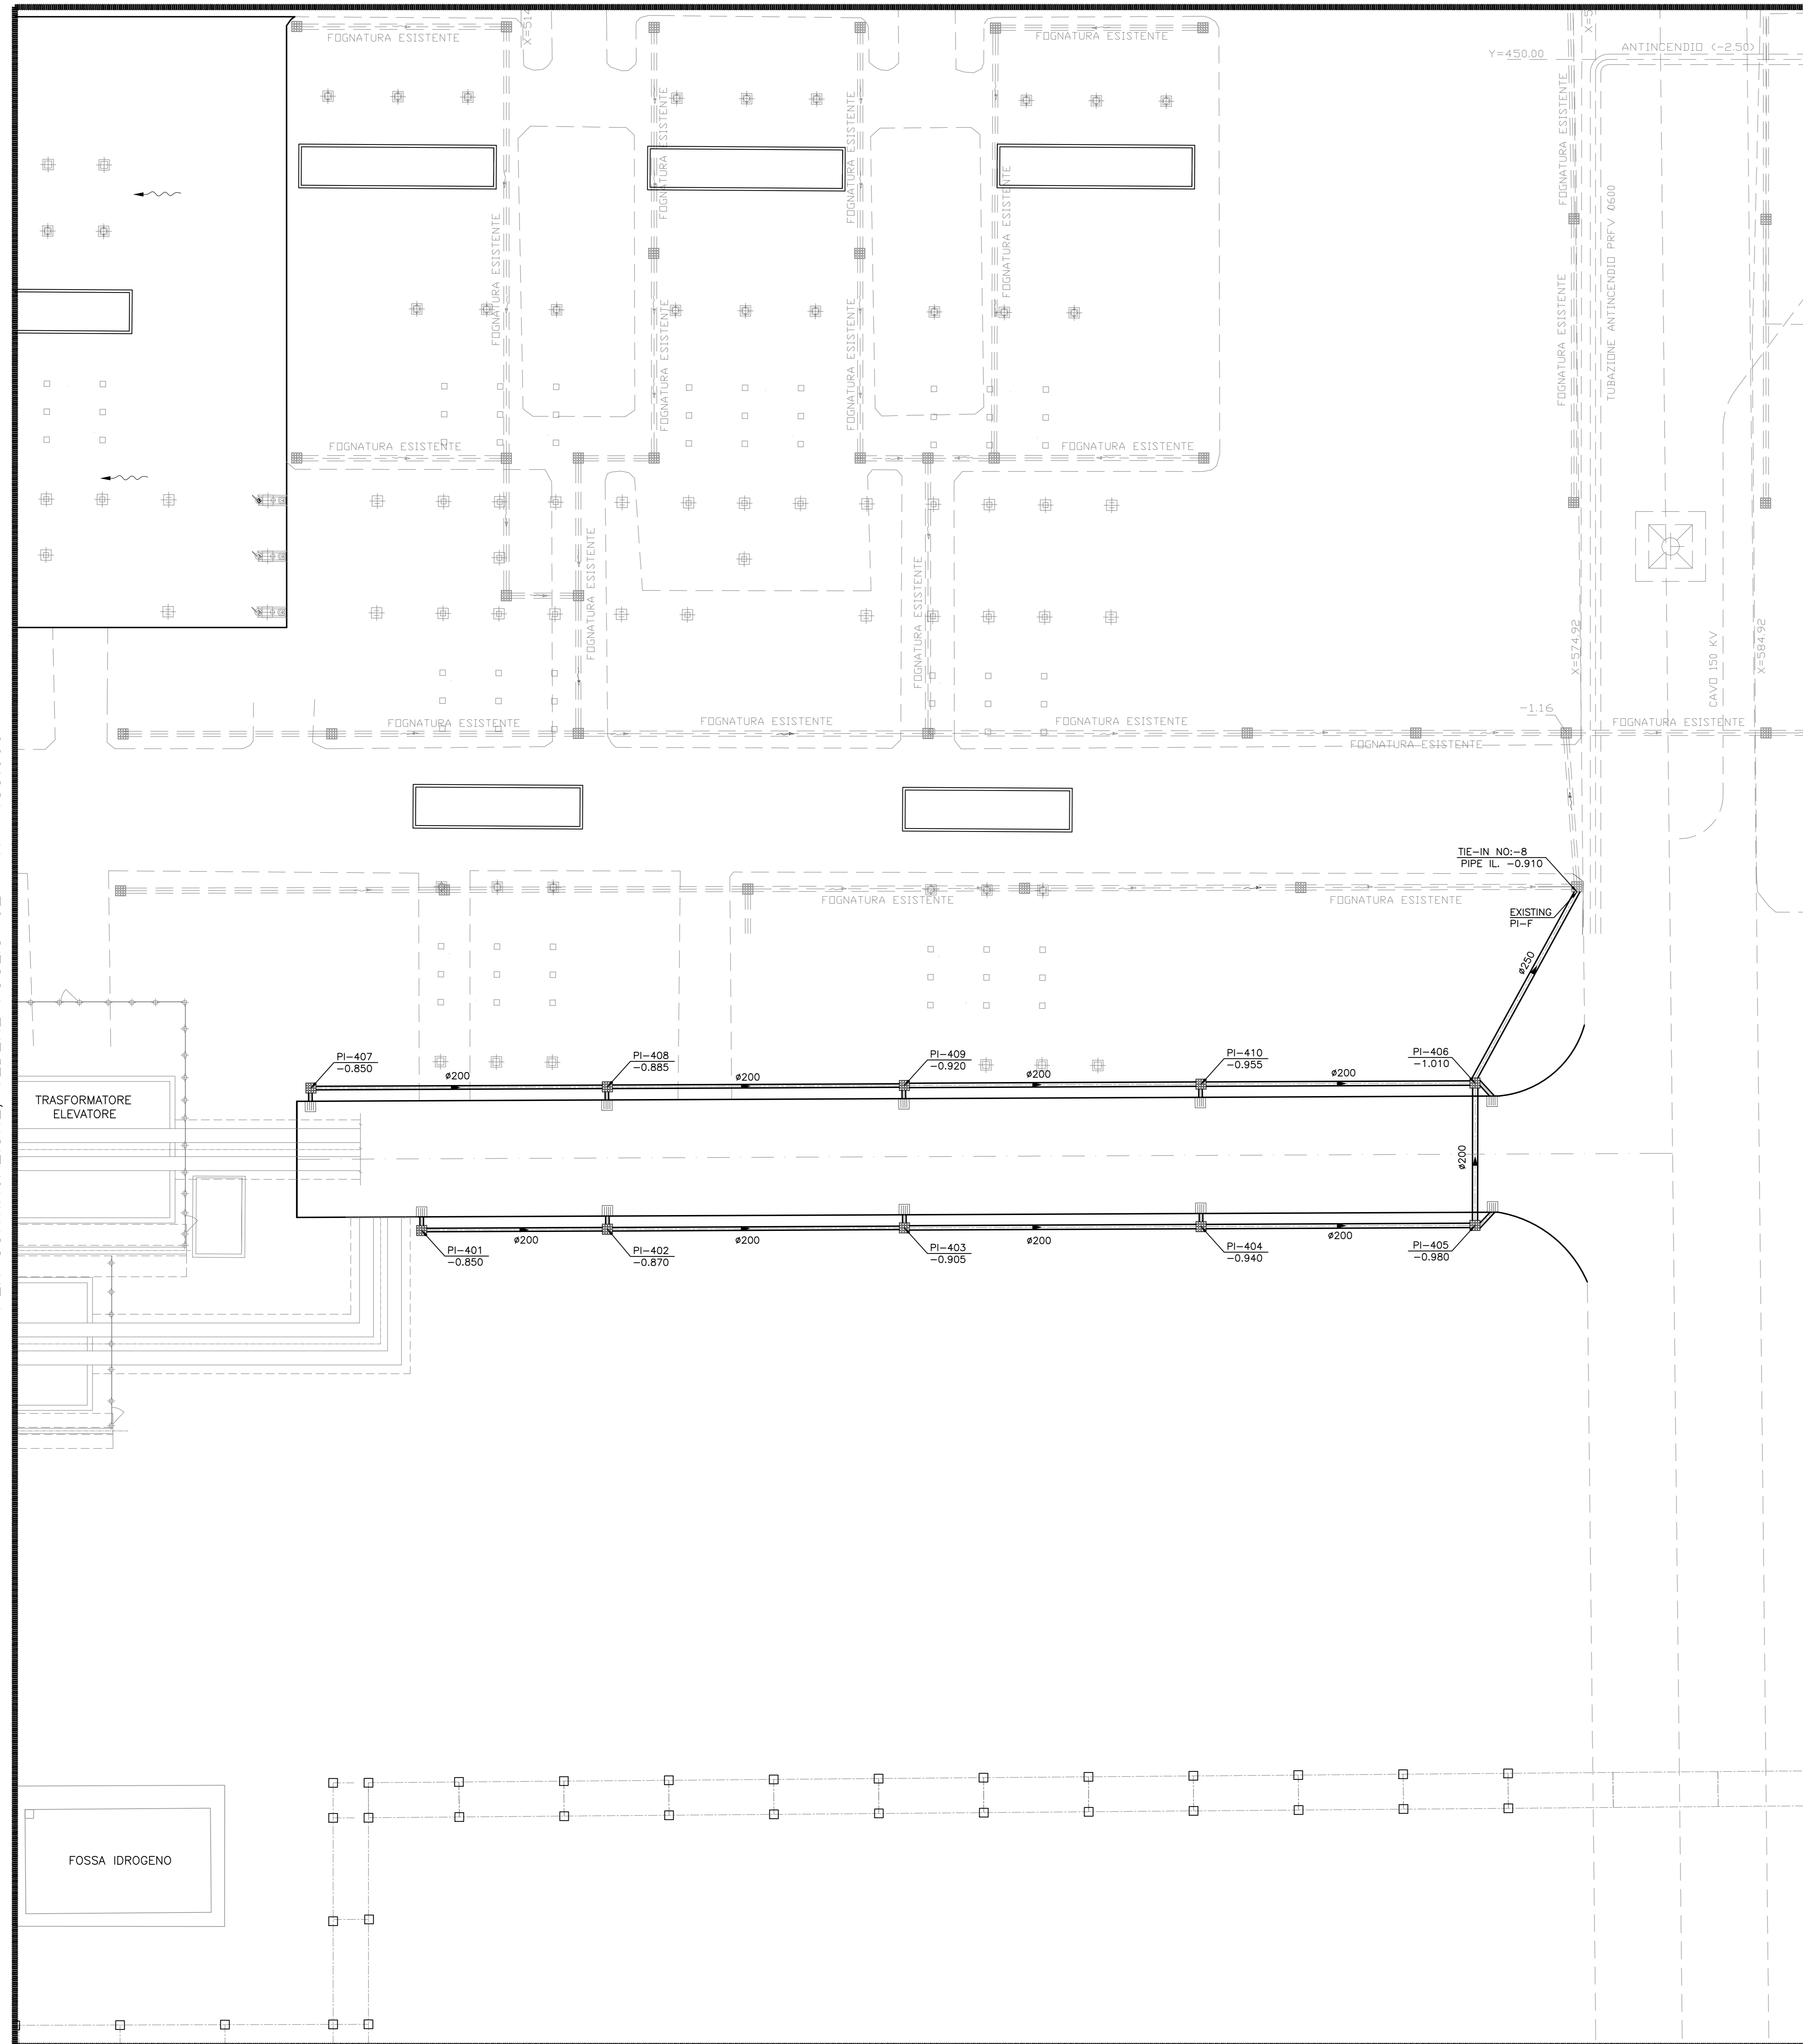 FOGNATURA ESISTENTE
X=514
FOGNATURA ESISTENTE
Y=450.00
ANTINCENDIO (-2.50)
FOGNATURA ESISTENTE
FOGNATURA ESISTENTE
FOGNATURA ESISTENTE
FOGNATURA ESISTENTE
FOGNATURA ESISTENTE
FOGNATURA ESISTENTE
FOGNATURA ESISTENTE
TUBAZIONE ANTINCENDIO PRFV Ø600
FOGNATURA ESISTENTE
FOGNATURA ESISTENTE
FOGNATURA ESISTENTE
FOGNATURA ESISTENTE
FOGNATURA ESISTENTE
FOGNATURA ESISTENTE
FOGNATURA ESISTENTE
FOGNATURA ESISTENTE
X=574.92
CAVO 150 KV
X=584.92
FOGNATURA ESISTENTE
FOGNATURA ESISTENTE
FOGNATURA ESISTENTE
-1.16
FOGNATURA ESISTENTE
FOGNATURA ESISTENTE
TIE-IN NO:-8
PIPE IL. -0.910
FOGNATURA ESISTENTE
FOGNATURA ESISTENTE
EXISTING
PI-F
ø250
PI-407
-0.850
PI-408
-0.885
PI-409
-0.920
PI-410
-0.955
PI-406
-1.010
ø200
ø200
ø200
ø200
TRASFORMATORE
ELEVATORE
ø200
ø200
ø200
ø200
ø200
PI-401
-0.850
PI-402
-0.870
PI-403
-0.905
PI-404
-0.940
PI-405
-0.980
FOSSA IDROGENO